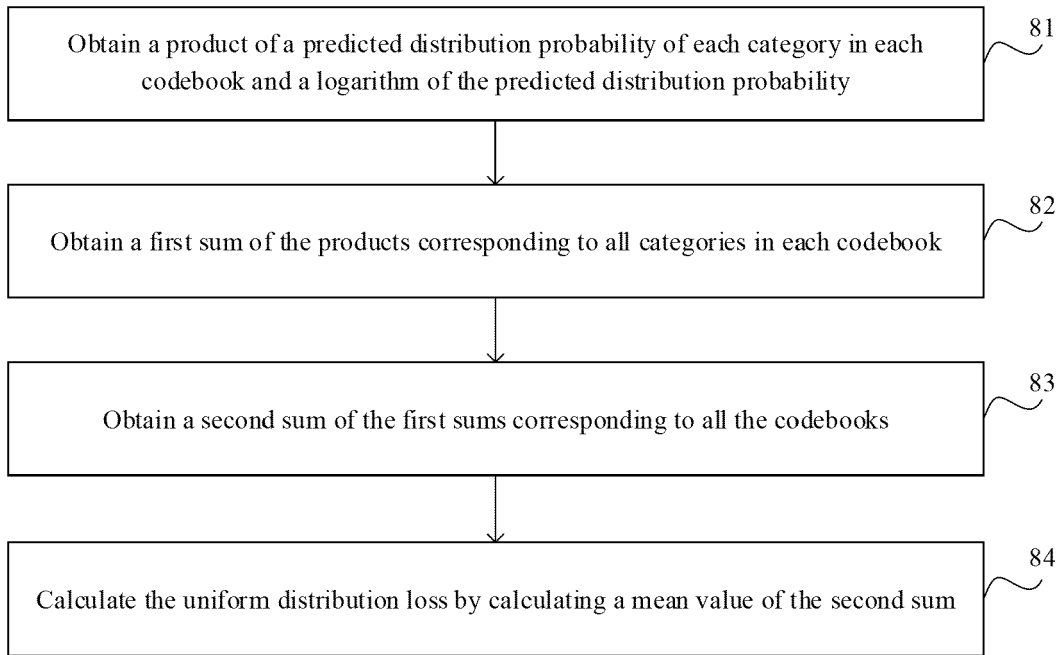 Obtain a product of a predicted distribution probability of each category in each
codebook and a logarithm of the predicted distribution probability
81
Obtain a first sum of the products corresponding to all categories in each codebook
82
Obtain a second sum of the first sums corresponding to all the codebooks
83
Calculate the uniform distribution loss by calculating a mean value of the second sum
84